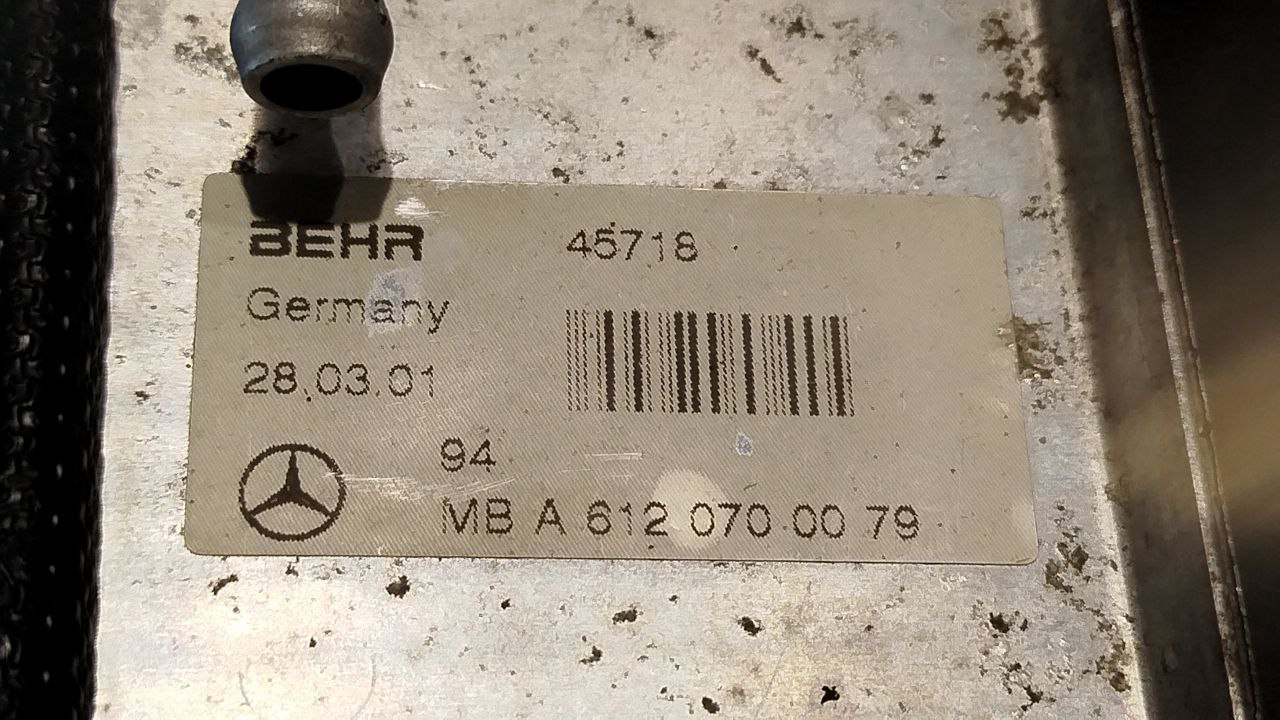 BEHR
45718
Germany
28.03.01
94
MB A 612 070 00 79